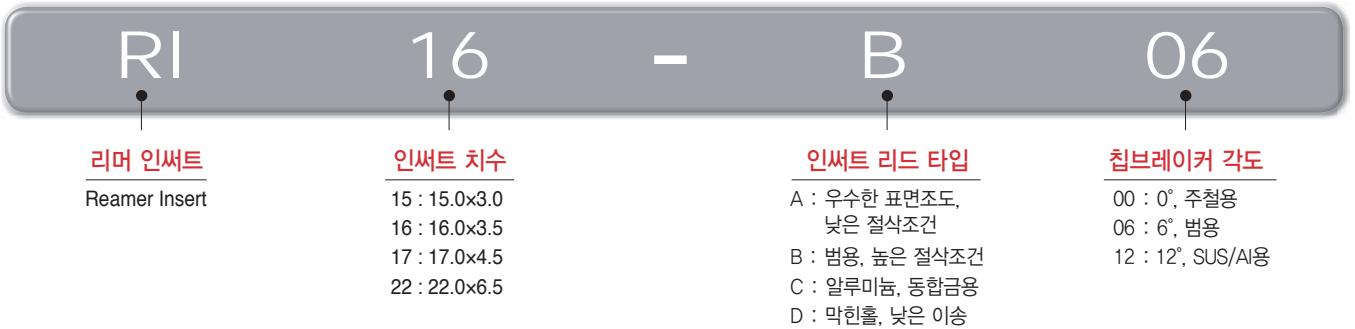 RI 16 - B 06
리머 인써트
Reamer Insert
인써트 치수
15 : 15.0×3.0
16 : 16.0×3.5
17 : 17.0×4.5
22 : 22.0×6.5
인써트 리드 타입
A : 우수한 표면조도,
낮은 절삭조건
B : 범용, 높은 절삭조건
C : 알루미늄, 동합금용
D : 막힌홀, 낮은 이송
칩브레이커 각도
00 : 0°, 주철용
06 : 6°, 범용
12 : 12°, SUS/Al용